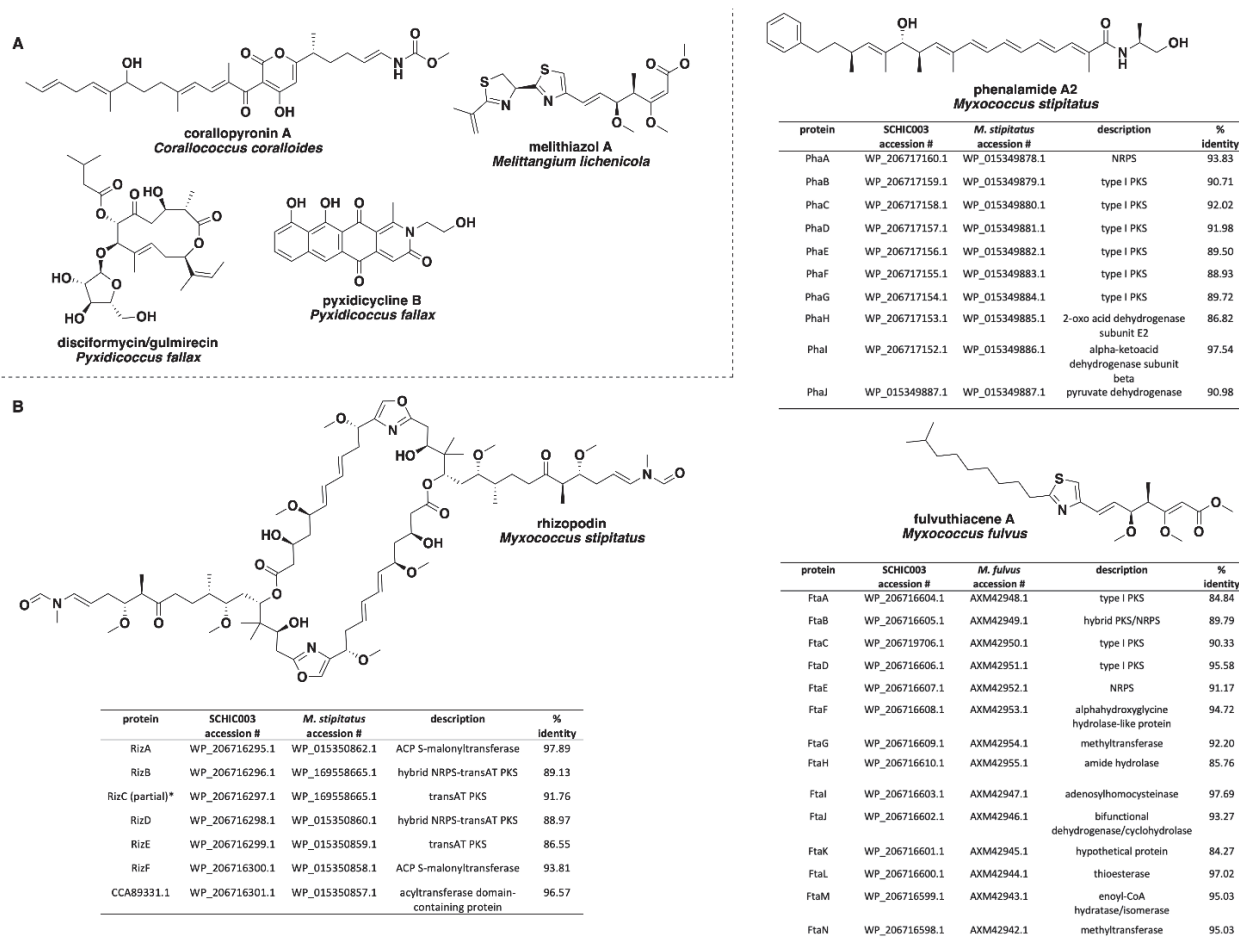 A
OH
O
O
O
OH
O
N
H
O
O
corallopyronin A
Corallococcus coralloides
S
N
S
N
O
O
O
O
melithiazol A
Melittangium lichenicola
O
O
O
HO
O
O
O
HO
O
HO
OH
disciformycin/gulmirecin
Pyxidicoccus fallax
OH
OH
O
N
OH
O
O
pyxidicycline B
Pyxidicoccus fallax
OH
O
N
H
OH
phenalamide A2
Myxococcus stipitatus
protein SCHIC003 accession # M. stipitatus accession # description % identity
PhaA WP_206717160.1 WP_015349878.1 NRPS 93.83
PhaB WP_206717159.1 WP_015349879.1 type I PKS 90.71
PhaC WP_206717158.1 WP_015349880.1 type I PKS 92.02
PhaD WP_206717157.1 WP_015349881.1 type I PKS 91.98
PhaE WP_206717156.1 WP_015349882.1 type I PKS 89.50
PhaF WP_206717155.1 WP_015349883.1 type I PKS 88.93
PhaG WP_206717154.1 WP_015349884.1 type I PKS 89.72
PhaH WP_206717153.1 WP_015349885.1 2-oxo acid dehydrogenase subunit E2 86.82
PhaI WP_206717152.1 WP_015349886.1 alpha-ketoacid dehydrogenase subunit beta 97.54
PhaJ WP_015349887.1 WP_015349887.1 pyruvate dehydrogenase 90.98
B
O
O
N
HO
O
O
O
N
O
O
O
O
HO
OH
O
O
O
O
N
O
O
O
OH
N
O
O
rhizopodin
Myxococcus stipitatus
protein SCHIC003 accession # M. stipitatus accession # description % identity
RizA WP_206716295.1 WP_015350862.1 ACP S-malonyltransferase 97.89
RizB WP_206716296.1 WP_169558665.1 hybrid NRPS-transAT PKS 89.13
RizC (partial)* WP_206716297.1 WP_169558665.1 transAT PKS 91.76
RizD WP_206716298.1 WP_015350860.1 hybrid NRPS-transAT PKS 88.97
RizE WP_206716299.1 WP_015350859.1 transAT PKS 86.55
RizF WP_206716300.1 WP_015350858.1 ACP S-malonyltransferase 93.81
CCA89331.1 WP_206716301.1 WP_015350857.1 acyltransferase domain-containing protein 96.57
S
N
O
O
O
O
fulvuthiacene A
Myxococcus fulvus
protein SCHIC003 accession # M. fulvus accession # description % identity
FtaA WP_206716604.1 AXM42948.1 type I PKS 84.84
FtaB WP_206716605.1 AXM42949.1 hybrid PKS/NRPS 89.79
FtaC WP_206719706.1 AXM42950.1 type I PKS 90.33
FtaD WP_206716606.1 AXM42951.1 type I PKS 95.58
FtaE WP_206716607.1 AXM42952.1 NRPS 91.17
FtaF WP_206716608.1 AXM42953.1 alphahydroxyglycine hydrolase-like protein 94.72
FtaG WP_206716609.1 AXM42954.1 methyltransferase 92.20
FtaH WP_206716610.1 AXM42955.1 amide hydrolase 85.76
FtaI WP_206716603.1 AXM42947.1 adenosylhomocysteinase 97.69
FtaJ WP_206716602.1 AXM42946.1 bifunctional dehydrogenase/cyclohydrolase 93.27
FtaK WP_206716601.1 AXM42945.1 hypothetical protein 84.27
FtaL WP_206716600.1 AXM42944.1 thioesterase 97.02
FtaM WP_206716599.1 AXM42943.1 enoyl-CoA hydratase/isomerase 95.03
FtaN WP_206716598.1 AXM42942.1 methyltransferase 95.03